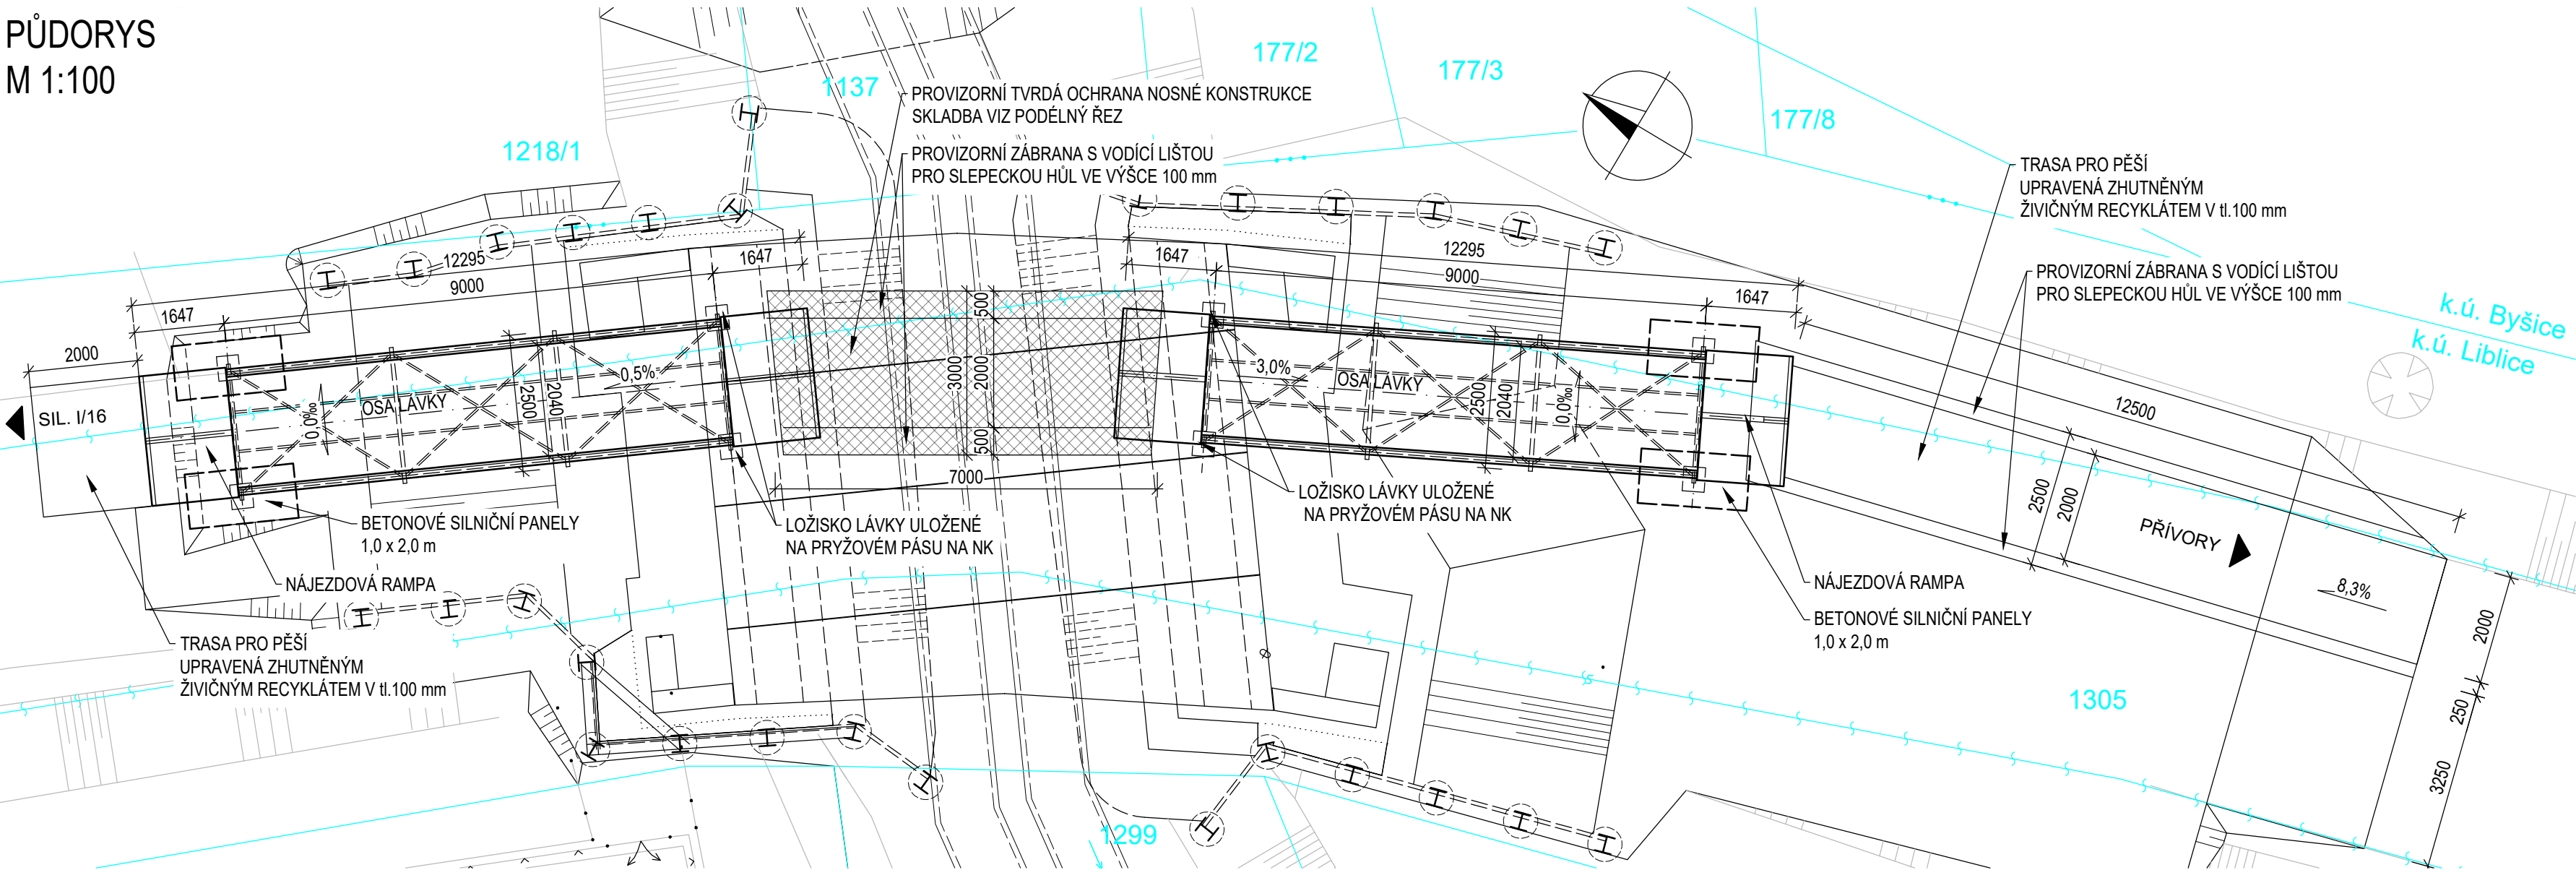 PŮDORYS
M 1:100
1137
177/2
177/3
177/8
1218/1
PROVIZORNÍ TVRDÁ OCHRANA NOSNÉ KONSTRUKCE
SKLADBA VIZ PODÉLNÝ ŘEZ
PROVIZORNÍ ZÁBRANA S VODÍCÍ LIŠTOU
PRO SLEPECKOU HŮL VE VÝŠCE 100 mm
TRASA PRO PĚŠÍ
UPRAVENÁ ZHUTNĚNÝM
ŽIVIČNÝM RECYKLÁTEM V tl.100 mm
PROVIZORNÍ ZÁBRANA S VODÍCÍ LIŠTOU
PRO SLEPECKOU HŮL VE VÝŠCE 100 mm
k.ú. Byšice
k.ú. Liblice
12295
9000
1647
1647
2000
SIL. I/16
0,0‰
OSA LÁVKY
2500
2040
0,5%
500
3000
2000
500
7000
1647
12295
9000
1647
3,0%
OSA LÁVKY
2500
2040
0,0‰
12500
2500
2000
PŘÍVORY
8,3%
2000
250
3250
BETONOVÉ SILNIČNÍ PANELY
1,0 x 2,0 m
NÁJEZDOVÁ RAMPA
TRASA PRO PĚŠÍ
UPRAVENÁ ZHUTNĚNÝM
ŽIVIČNÝM RECYKLÁTEM V tl.100 mm
LOŽISKO LÁVKY ULOŽENÉ
NA PRYŽOVÉM PÁSU NA NK
LOŽISKO LÁVKY ULOŽENÉ
NA PRYŽOVÉM PÁSU NA NK
NÁJEZDOVÁ RAMPA
BETONOVÉ SILNIČNÍ PANELY
1,0 x 2,0 m
1305
1299